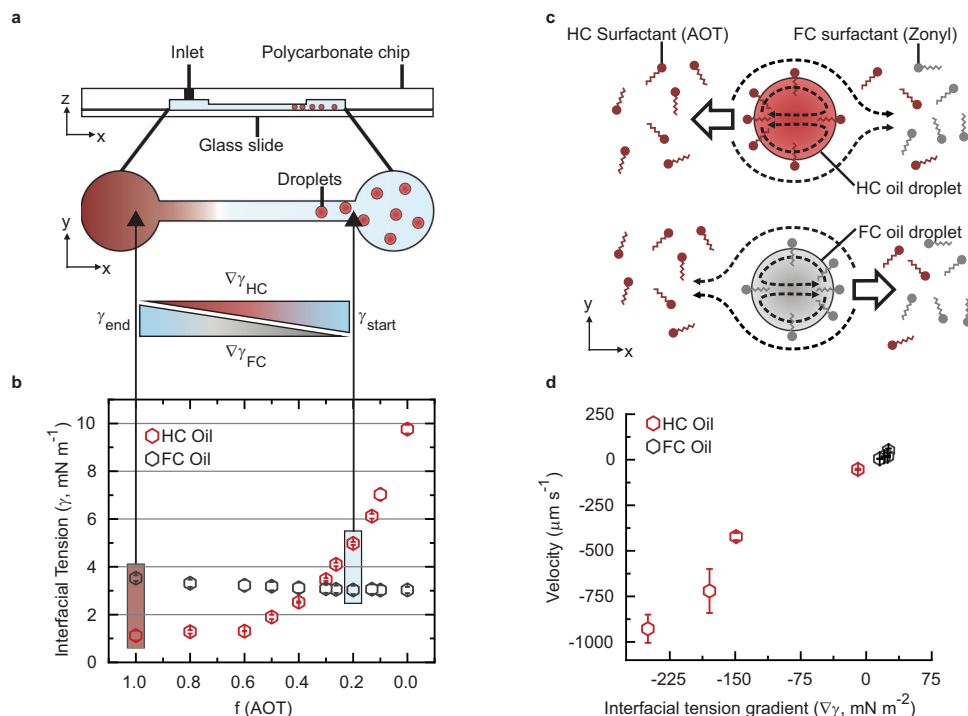 a
Inlet
Polycarbonate chip
z
x
Glass slide
Droplets
y
x
∇γHC
γend
γstart
∇γFC
b
Interfacial Tension (γ, mN m⁻¹)
10
8
6
4
2
0
HC Oil
FC Oil
1.0 0.8 0.6 0.4 0.2 0.0
f (AOT)
c
HC Surfactant (AOT)
FC surfactant (Zonyl)
HC oil droplet
FC oil droplet
y
x
d
Velocity (μm s⁻¹)
250
0
-250
-500
-750
-1000
HC Oil
FC Oil
-225 -150 -75 0 75
Interfacial tension gradient (∇γ, mN m⁻²)